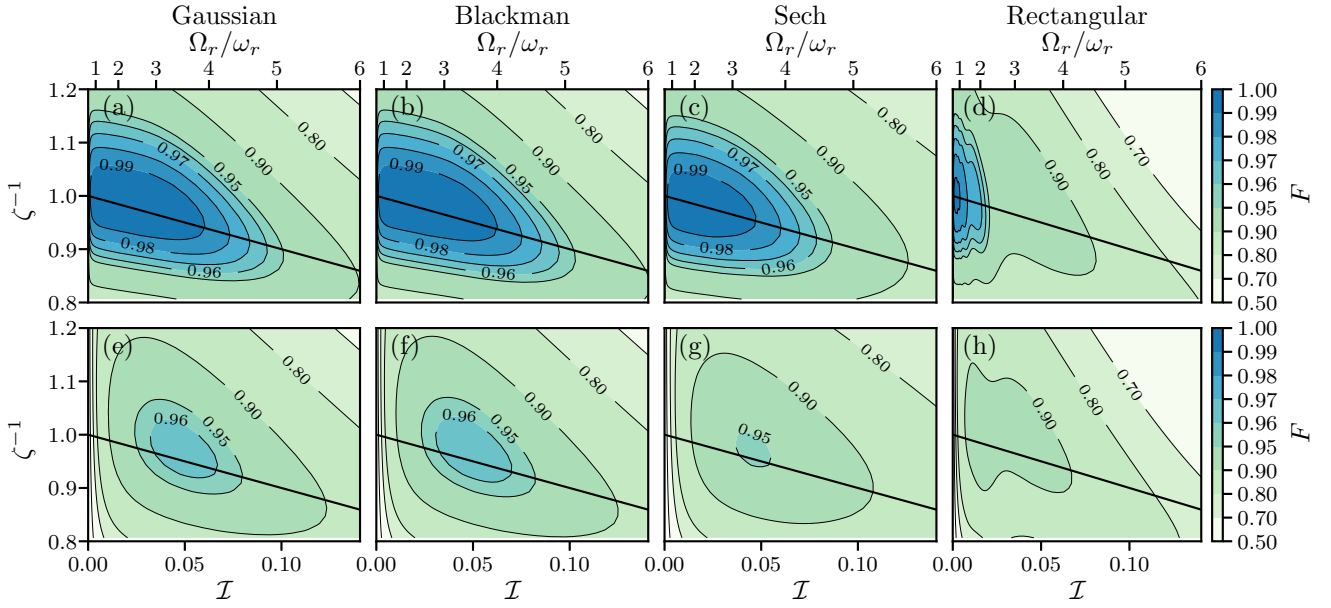 Gaussian Blackman Sech Rectangular
Ω_r/ω_r Ω_r/ω_r Ω_r/ω_r Ω_r/ω_r
1 2 3 4 5 6 1 2 3 4 5 6 1 2 3 4 5 6 1 2 3 4 5 6
(a) (b) (c) (d)
1.2 1.1 1.0 0.9 0.8
ζ⁻¹
0.80 0.90 0.95 0.97 0.99 0.98 0.96
0.80 0.90 0.95 0.97 0.99 0.98 0.96
0.80 0.90 0.95 0.97 0.99 0.98 0.96
0.70 0.80 0.90
1.00 0.99 0.98 0.96 0.95 0.90 0.80 0.70 0.50
F
(e) (f) (g) (h)
1.2 1.1 1.0 0.9 0.8
ζ⁻¹
0.80 0.90 0.95 0.96
0.80 0.90 0.95 0.96
0.80 0.90 0.95
0.70 0.80 0.90
1.00 0.99 0.98 0.96 0.95 0.90 0.80 0.70 0.50
F
0.00 0.05 0.10 0.00 0.05 0.10 0.00 0.05 0.10 0.00 0.05 0.10
ℐ ℐ ℐ ℐ